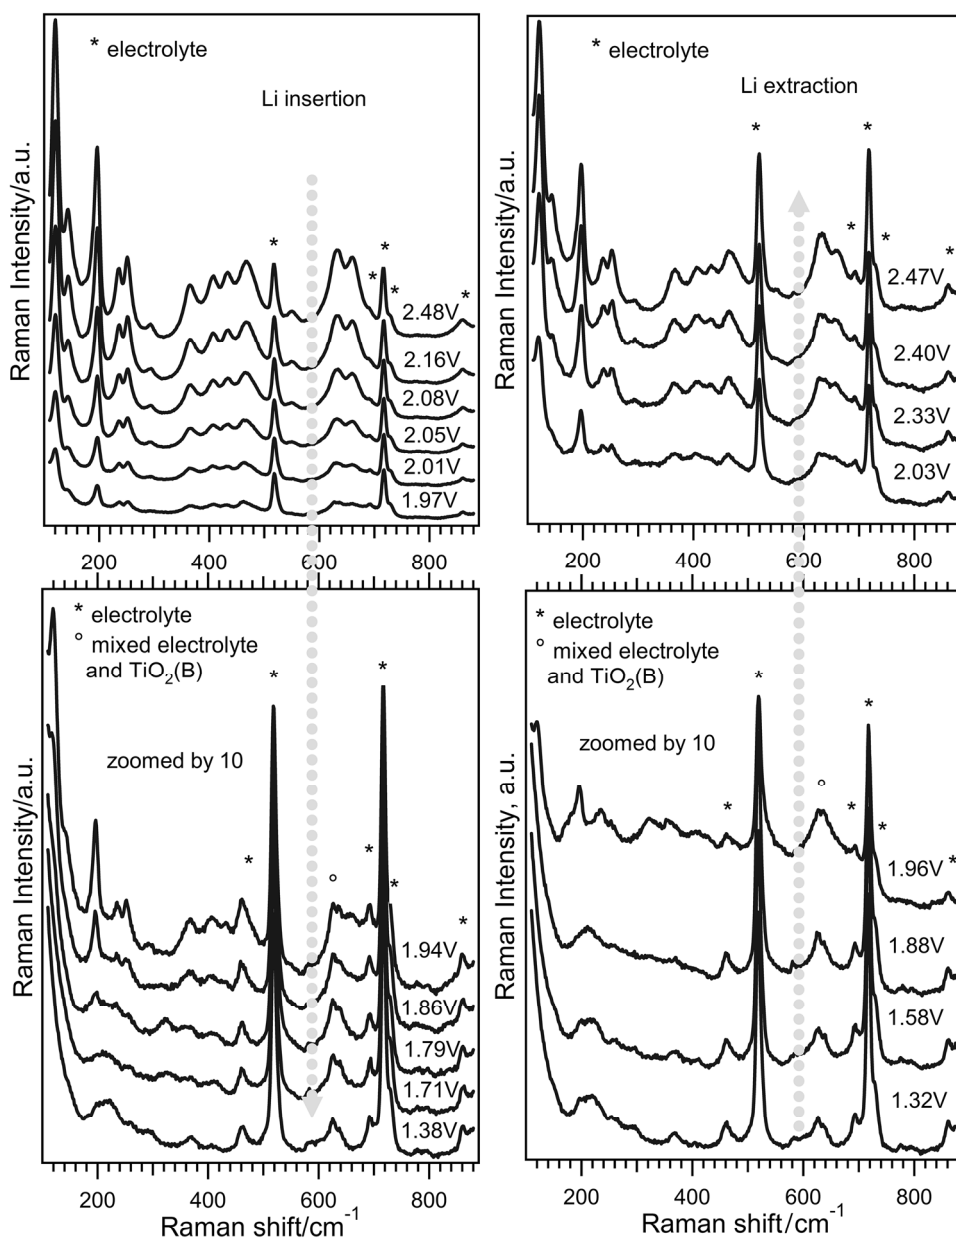 * electrolyte
Li insertion
Raman Intensity/a.u.
* * * * *
2.48V
2.16V
2.08V
2.05V
2.01V
1.97V
200 400 600 800
* electrolyte
Li extraction
Raman Intensity/a.u.
* * * * *
2.47V
2.40V
2.33V
2.03V
200 400 600 800
* electrolyte
° mixed electrolyte
and TiO2(B)
zoomed by 10
Raman Intensity/a.u.
* * * ° * * *
1.94V
1.86V
1.79V
1.71V
1.38V
200 400 600 800
Raman shift/cm-1
* electrolyte
° mixed electrolyte
and TiO2(B)
zoomed by 10
Raman Intensity, a.u.
* * * ° * * *
1.96V
1.88V
1.58V
1.32V
200 400 600 800
Raman shift/cm-1